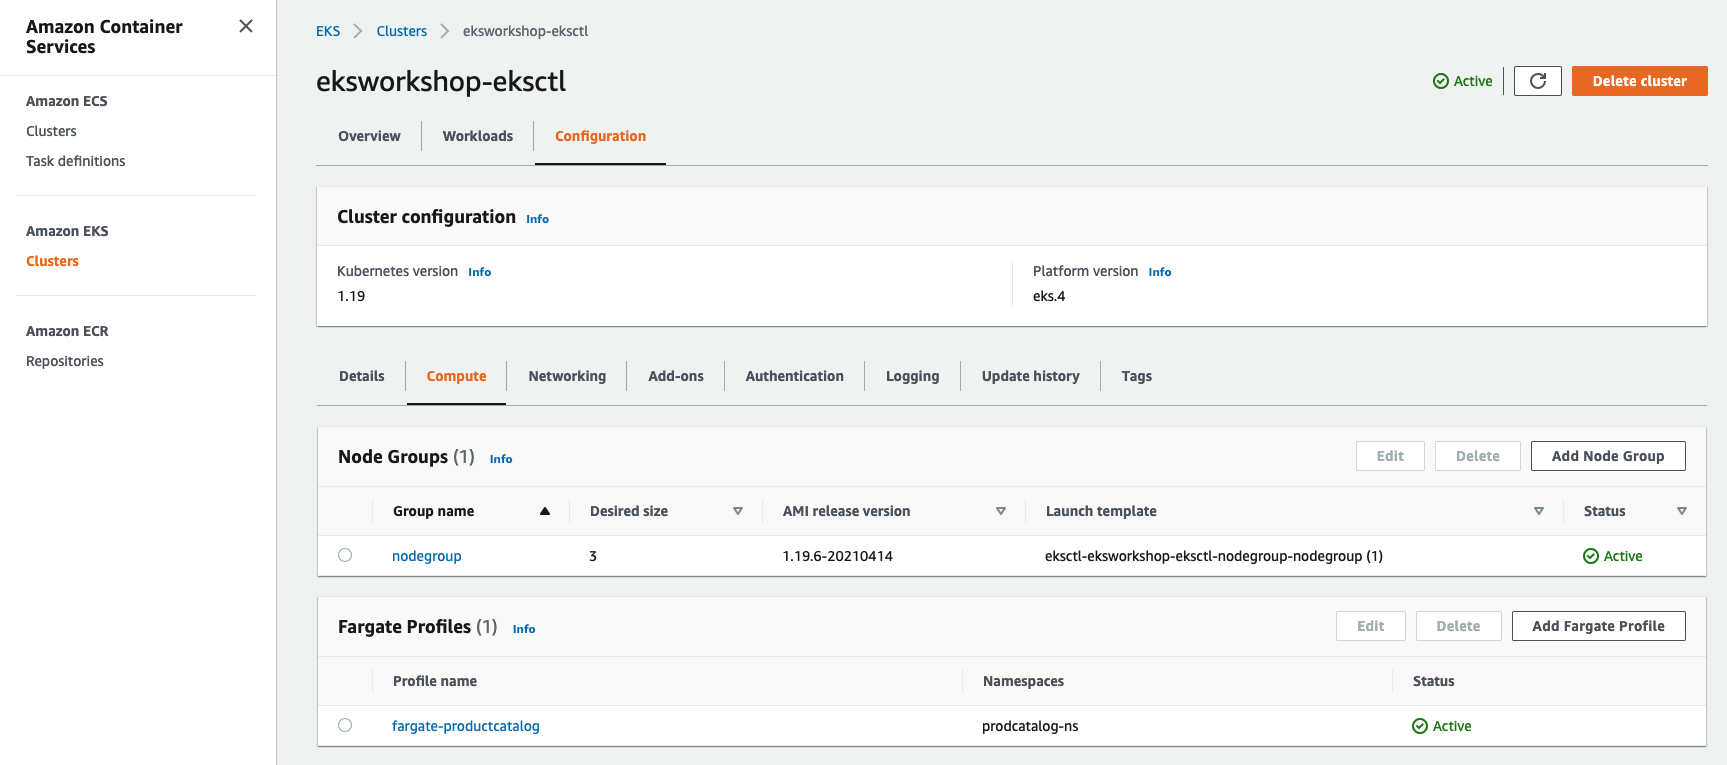 Amazon Container
Services
Amazon ECS
Clusters
Task definitions
Amazon EKS
Clusters
Amazon ECR
Repositories
EKS Clusters eksworkshop-eksctl
eksworkshop-eksctl
Active Delete cluster
Overview Workloads Configuration
Cluster configuration Info
Kubernetes version Info
1.19
Platform version Info
eks.4
Details Compute Networking Add-ons Authentication Logging Update history Tags
Node Groups (1) Info
Edit Delete Add Node Group
Group name Desired size AMI release version Launch template Status
nodegroup 3 1.19.6-20210414 eksctl-eksworkshop-eksctl-nodegroup-nodegroup (1) Active
Fargate Profiles (1) Info
Edit Delete Add Fargate Profile
Profile name Namespaces Status
fargate-productcatalog prodcatalog-ns Active